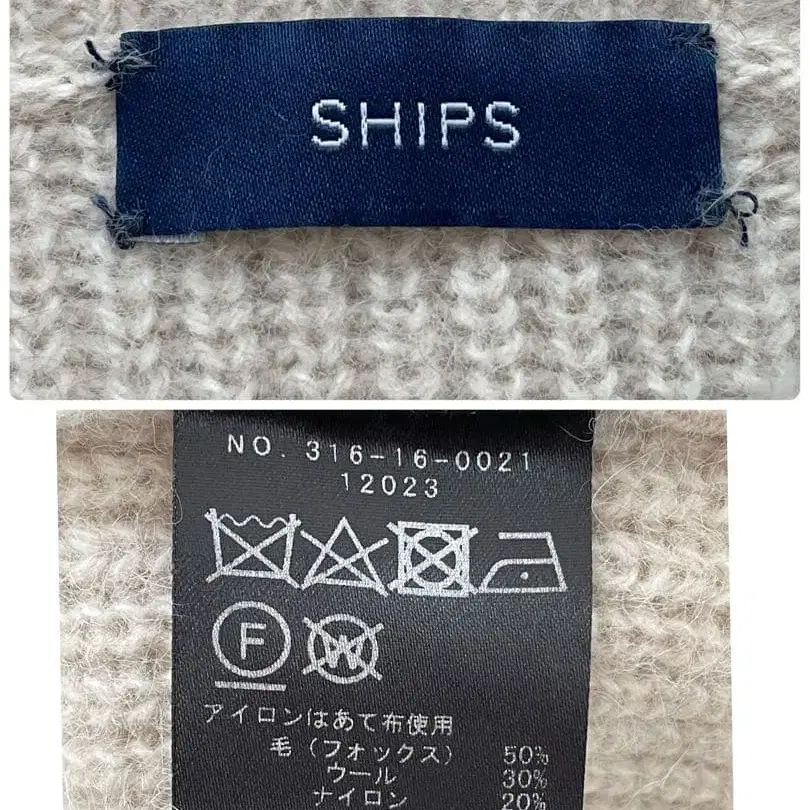 SHIPS
NO. 316-16-0021
12023
F
W
アイロンはあて布使用
毛(フォックス) 50%
ウール 30%
ナイロン 20%